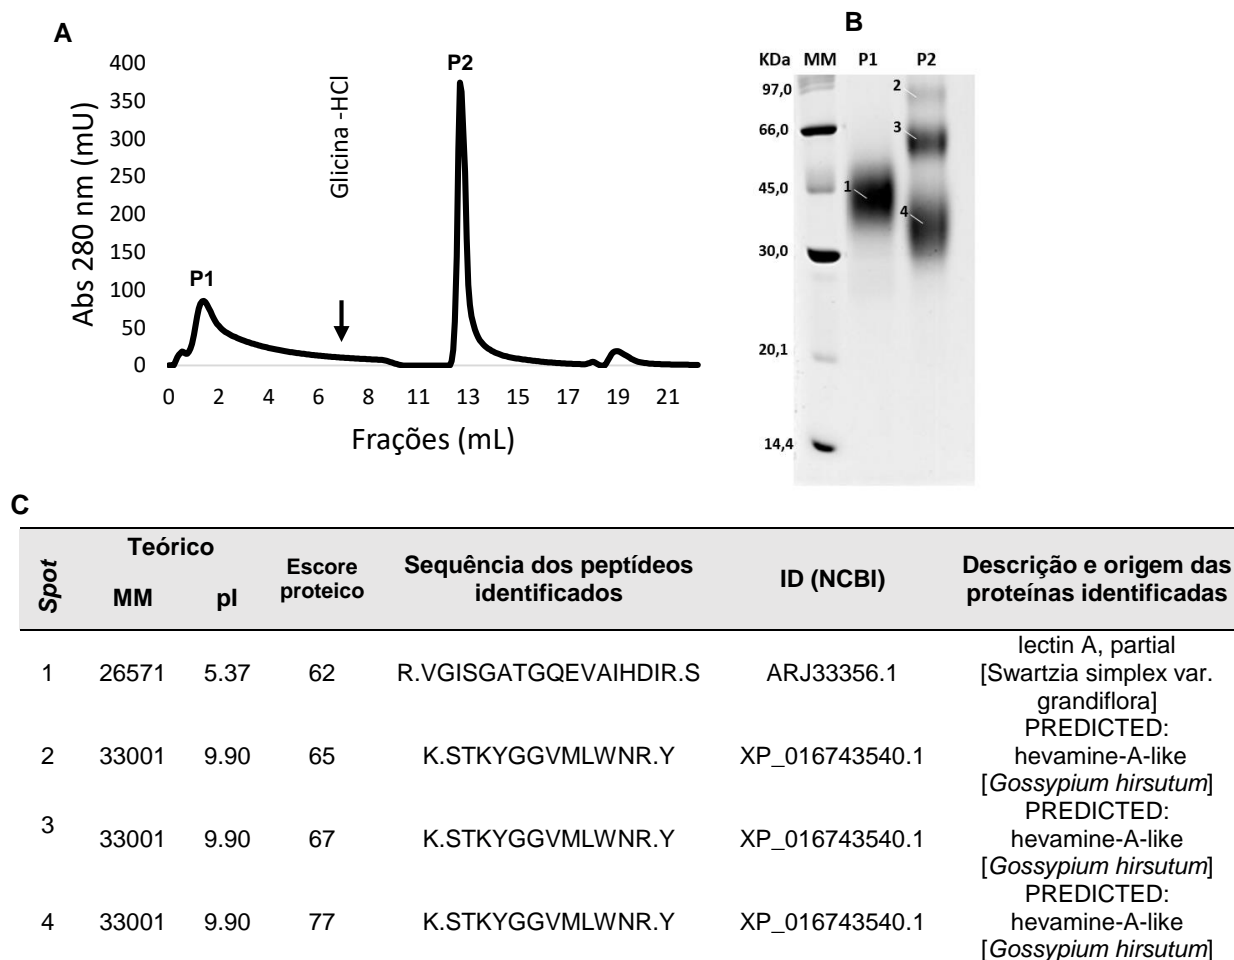 A
400
350
300
250
200
150
100
50
0
Abs 280 nm (mU)
P1
Glicina -HCl
P2
0 2 4 6 8 11 13 15 17 19 21
Frações (mL)
B
KDa MM P1 P2
97,0
66,0
45,0
30,0
20,1
14,4
1
2
3
4
C
Spot Teórico Escore proteico Sequência dos peptídeos identificados ID (NCBI) Descrição e origem das proteínas identificadas
MM pI
1 26571 5.37 62 R.VGISGATGQEVAIHDIR.S ARJ33356.1 lectin A, partial
[Swartzia simplex var.
grandiflora]
2 33001 9.90 65 K.STKYGGVMLWNR.Y XP_016743540.1 PREDICTED:
hevamine-A-like
[Gossypium hirsutum]
3 33001 9.90 67 K.STKYGGVMLWNR.Y XP_016743540.1 PREDICTED:
hevamine-A-like
[Gossypium hirsutum]
4 33001 9.90 77 K.STKYGGVMLWNR.Y XP_016743540.1 PREDICTED:
hevamine-A-like
[Gossypium hirsutum]